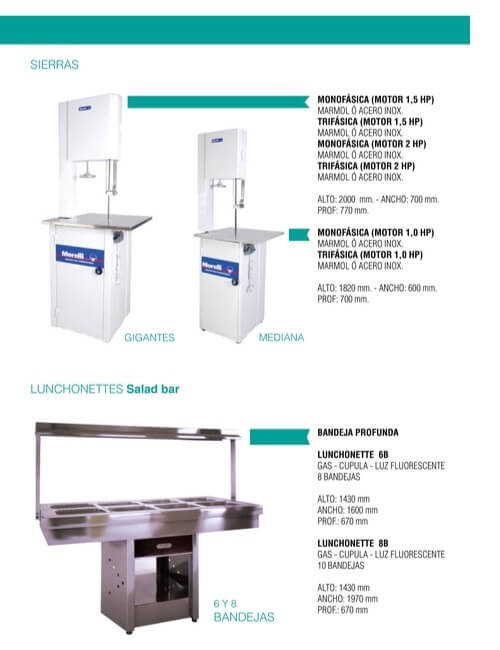 SIERRAS
MONOFÁSICA (MOTOR 1,5 HP)
MARMOL Ó ACERO INOX.
TRIFÁSICA (MOTOR 1,5 HP)
MARMOL Ó ACERO INOX.
MONOFÁSICA (MOTOR 2 HP)
MARMOL Ó ACERO INOX.
TRIFÁSICA (MOTOR 2 HP)
MARMOL Ó ACERO INOX.
ALTO: 2000 mm. - ANCHO: 700 mm.
PROF: 770 mm.
MONOFÁSICA (MOTOR 1,0 HP)
MARMOL Ó ACERO INOX.
TRIFÁSICA (MOTOR 1,0 HP)
MARMOL Ó ACERO INOX.
ALTO: 1820 mm. - ANCHO: 600 mm.
PROF: 700 mm.
Morelli
Morelli
GIGANTES
MEDIANA
LUNCHONETTES Salad bar
BANDEJA PROFUNDA
LUNCHONETTE 6B
GAS - CUPULA - LUZ FLUORESCENTE
8 BANDEJAS
ALTO: 1430 mm
ANCHO: 1600 mm
PROF.: 670 mm
LUNCHONETTE 8B
GAS - CUPULA - LUZ FLUORESCENTE
10 BANDEJAS
ALTO: 1430 mm
ANCHO: 1970 mm
PROF.: 670 mm
6 Y 8
BANDEJAS